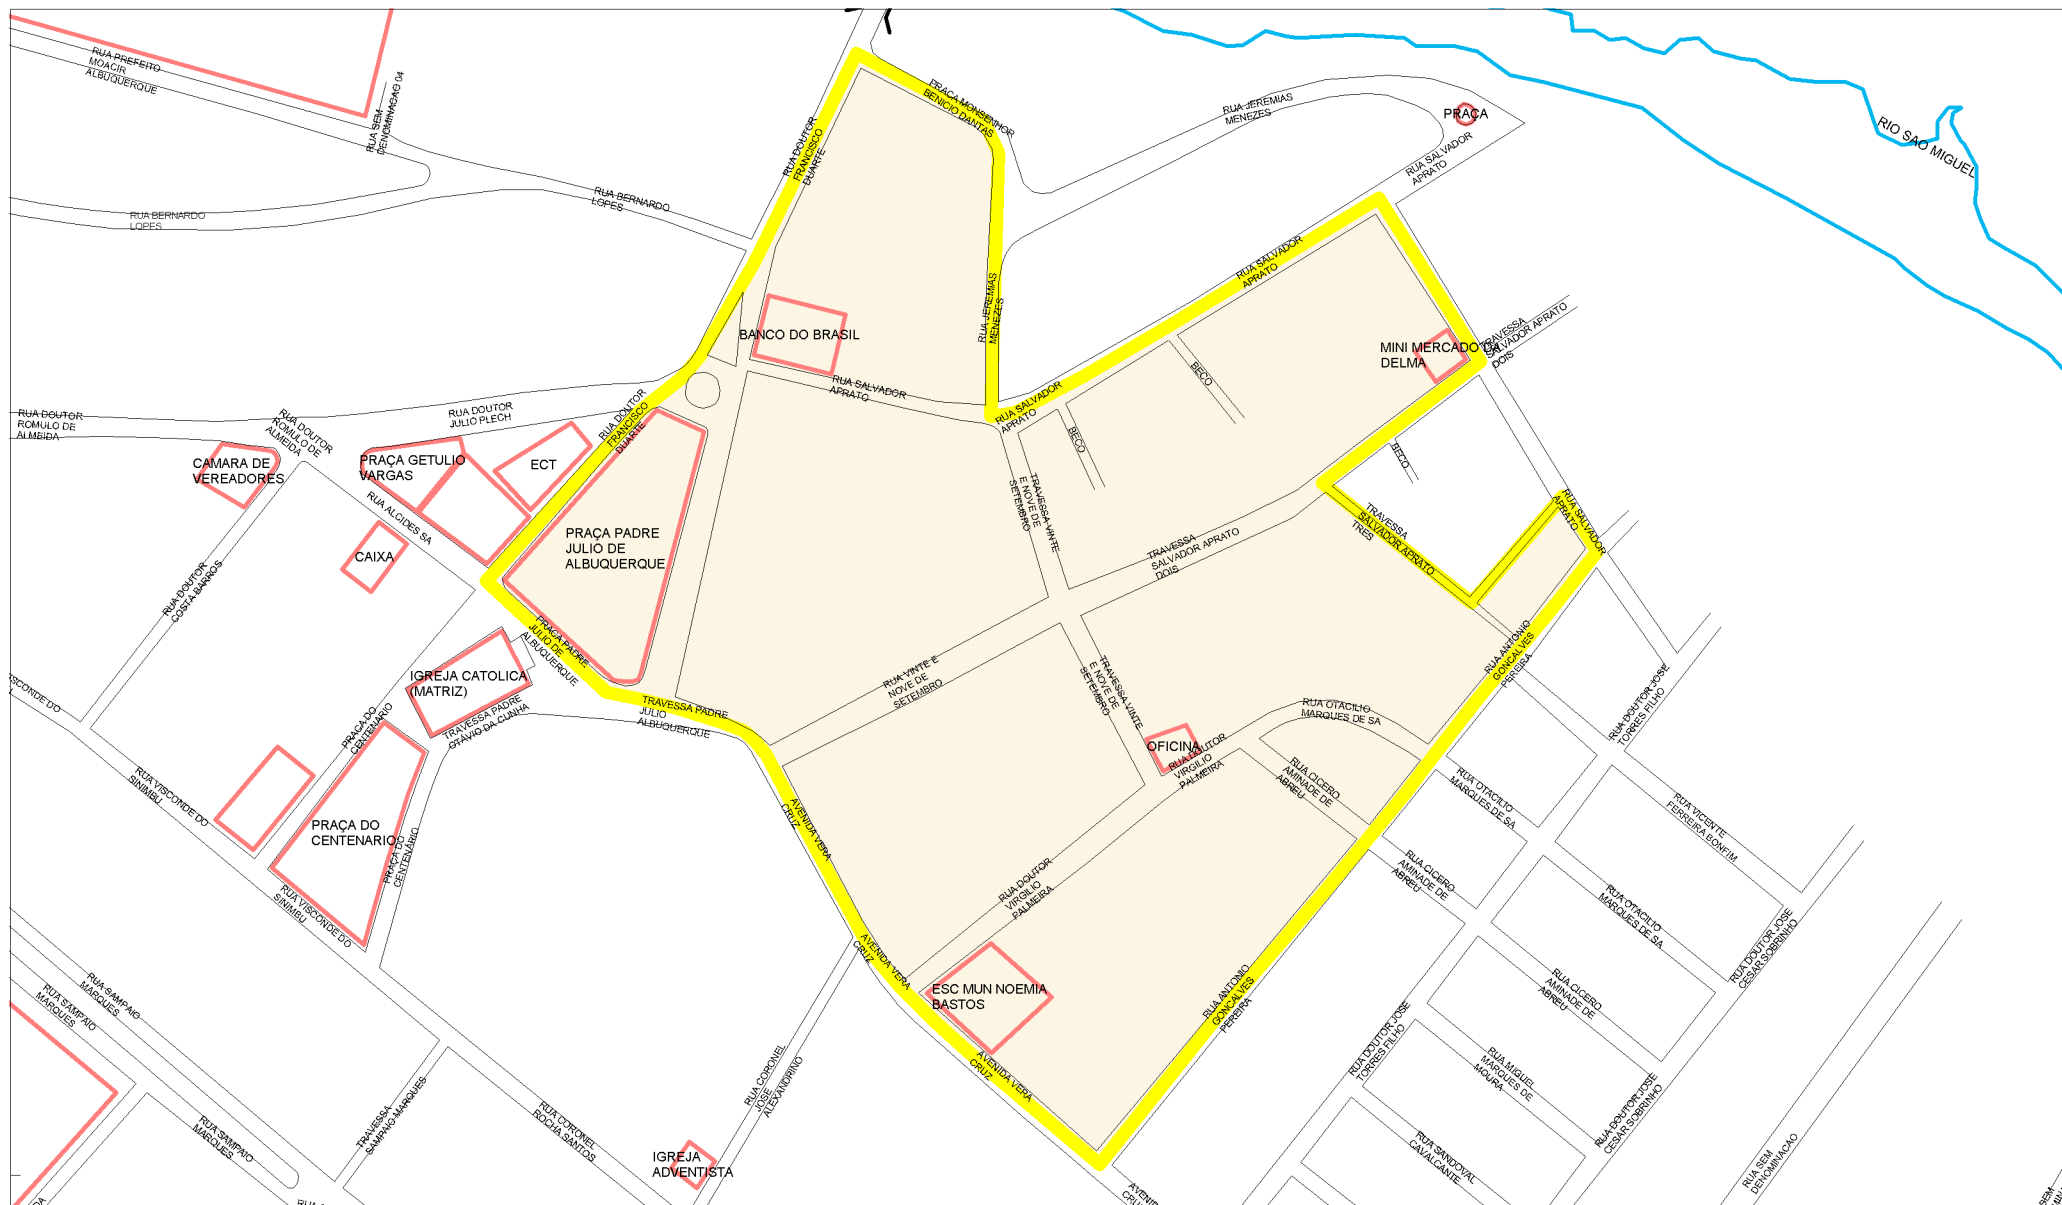 RUA PREFEITO
MOACIR
ALBUQUERQUE
RUA SEM
DENOMINACAO 04
RUA BERNARDO
LOPES
RUA BERNARDO
LOPES
RUA DOUTOR
FRANCISCO
DUARTE
PRAÇA MONSENHOR
BENICIO DANTAS
RUA JEREMIAS
MENEZES
PRAÇA
RUA SALVADOR
APRATO
RIO SAO MIGUEL
RUA SALVADOR
APRATO
RUA JEREMIAS
MENEZES
BANCO DO BRASIL
MINI MERCADO DA
DELMA
TRAVESSA
SALVADOR APRATO
DOIS
RUA SALVADOR
APRATO
RUA SALVADOR
APRATO
BECO
BECO
BECO
RUA DOUTOR
ROMULO DE
ALMEIDA
RUA DOUTOR
ROMULO DE
ALMEIDA
RUA DOUTOR
JULIO PLECH
RUA DOUTOR
FRANCISCO
DUARTE
CAMARA DE
VEREADORES
PRAÇA GETULIO
VARGAS
ECT
RUA ALCIDES SA
CAIXA
PRAÇA PADRE
JULIO DE
ALBUQUERQUE
TRAVESSA VINTE
E NOVE DE
SETEMBRO
TRAVESSA
SALVADOR APRATO
DOIS
TRAVESSA
SALVADOR APRATO
TRES
RUA SALVADOR
APRATO
RUA DOUTOR
COSTA BARROS
PRAÇA PADRE
JULIO DE
ALBUQUERQUE
IGREJA CATOLICA
(MATRIZ)
TRAVESSA PADRE
OTÁVIO DA CUNHA
TRAVESSA PADRE
JULIO
ALBUQUERQUE
RUA VINTE E
NOVE DE
SETEMBRO
TRAVESSA VINTE
E NOVE DE
SETEMBRO
RUA ANTONIO
GONCALVES
PEREIRA
RUA DOUTOR JOSE
TORRES FILHO
RUA OTACILIO
MARQUES DE SA
OFICINA
RUA DOUTOR
VIRGILIO
PALMEIRA
PRAÇA DO
CENTENARIO
RUA VISCONDE DO
SINIMBU
PRAÇA DO
CENTENARIO
PRAÇA DO
CENTENÁRIO
RUA VISCONDE DO
SINIMBU
AVENIDA VERA
CRUZ
RUA CICERO
AMINADE DE
ABREU
RUA OTACILIO
MARQUES DE SA
RUA VICENTE
FERREIRA BONFIM
RUA CICERO
AMINADE DE
ABREU
RUA OTACILIO
MARQUES DE SA
RUA DOUTOR JOSE
CESAR SOBRINHO
RUA DOUTOR
VIRGILIO
PALMEIRA
AVENIDA VERA
CRUZ
ESC MUN NOEMIA
BASTOS
RUA ANTONIO
GONCALVES
PEREIRA
RUA CICERO
AMINADE DE
ABREU
RUA SAMPAIO
MARQUES
RUA SAMPAIO
MARQUES
RUA DOUTOR JOSE
TORRES FILHO
RUA MIGUEL
MARQUES DE
MOURA
AVENIDA VERA
CRUZ
RUA CORONEL
JOSE
ALEXANDRINO
RUA SAMPAIO
MARQUES
TRAVESSA
SAMPAIO MARQUES
RUA CORONEL
ROCHA SANTOS
IGREJA
ADVENTISTA
RUA SANDOVAL
CAVALCANTE
RUA DOUTOR JOSE
CESAR SOBRINHO
RUA SEM
DENOMINACAO